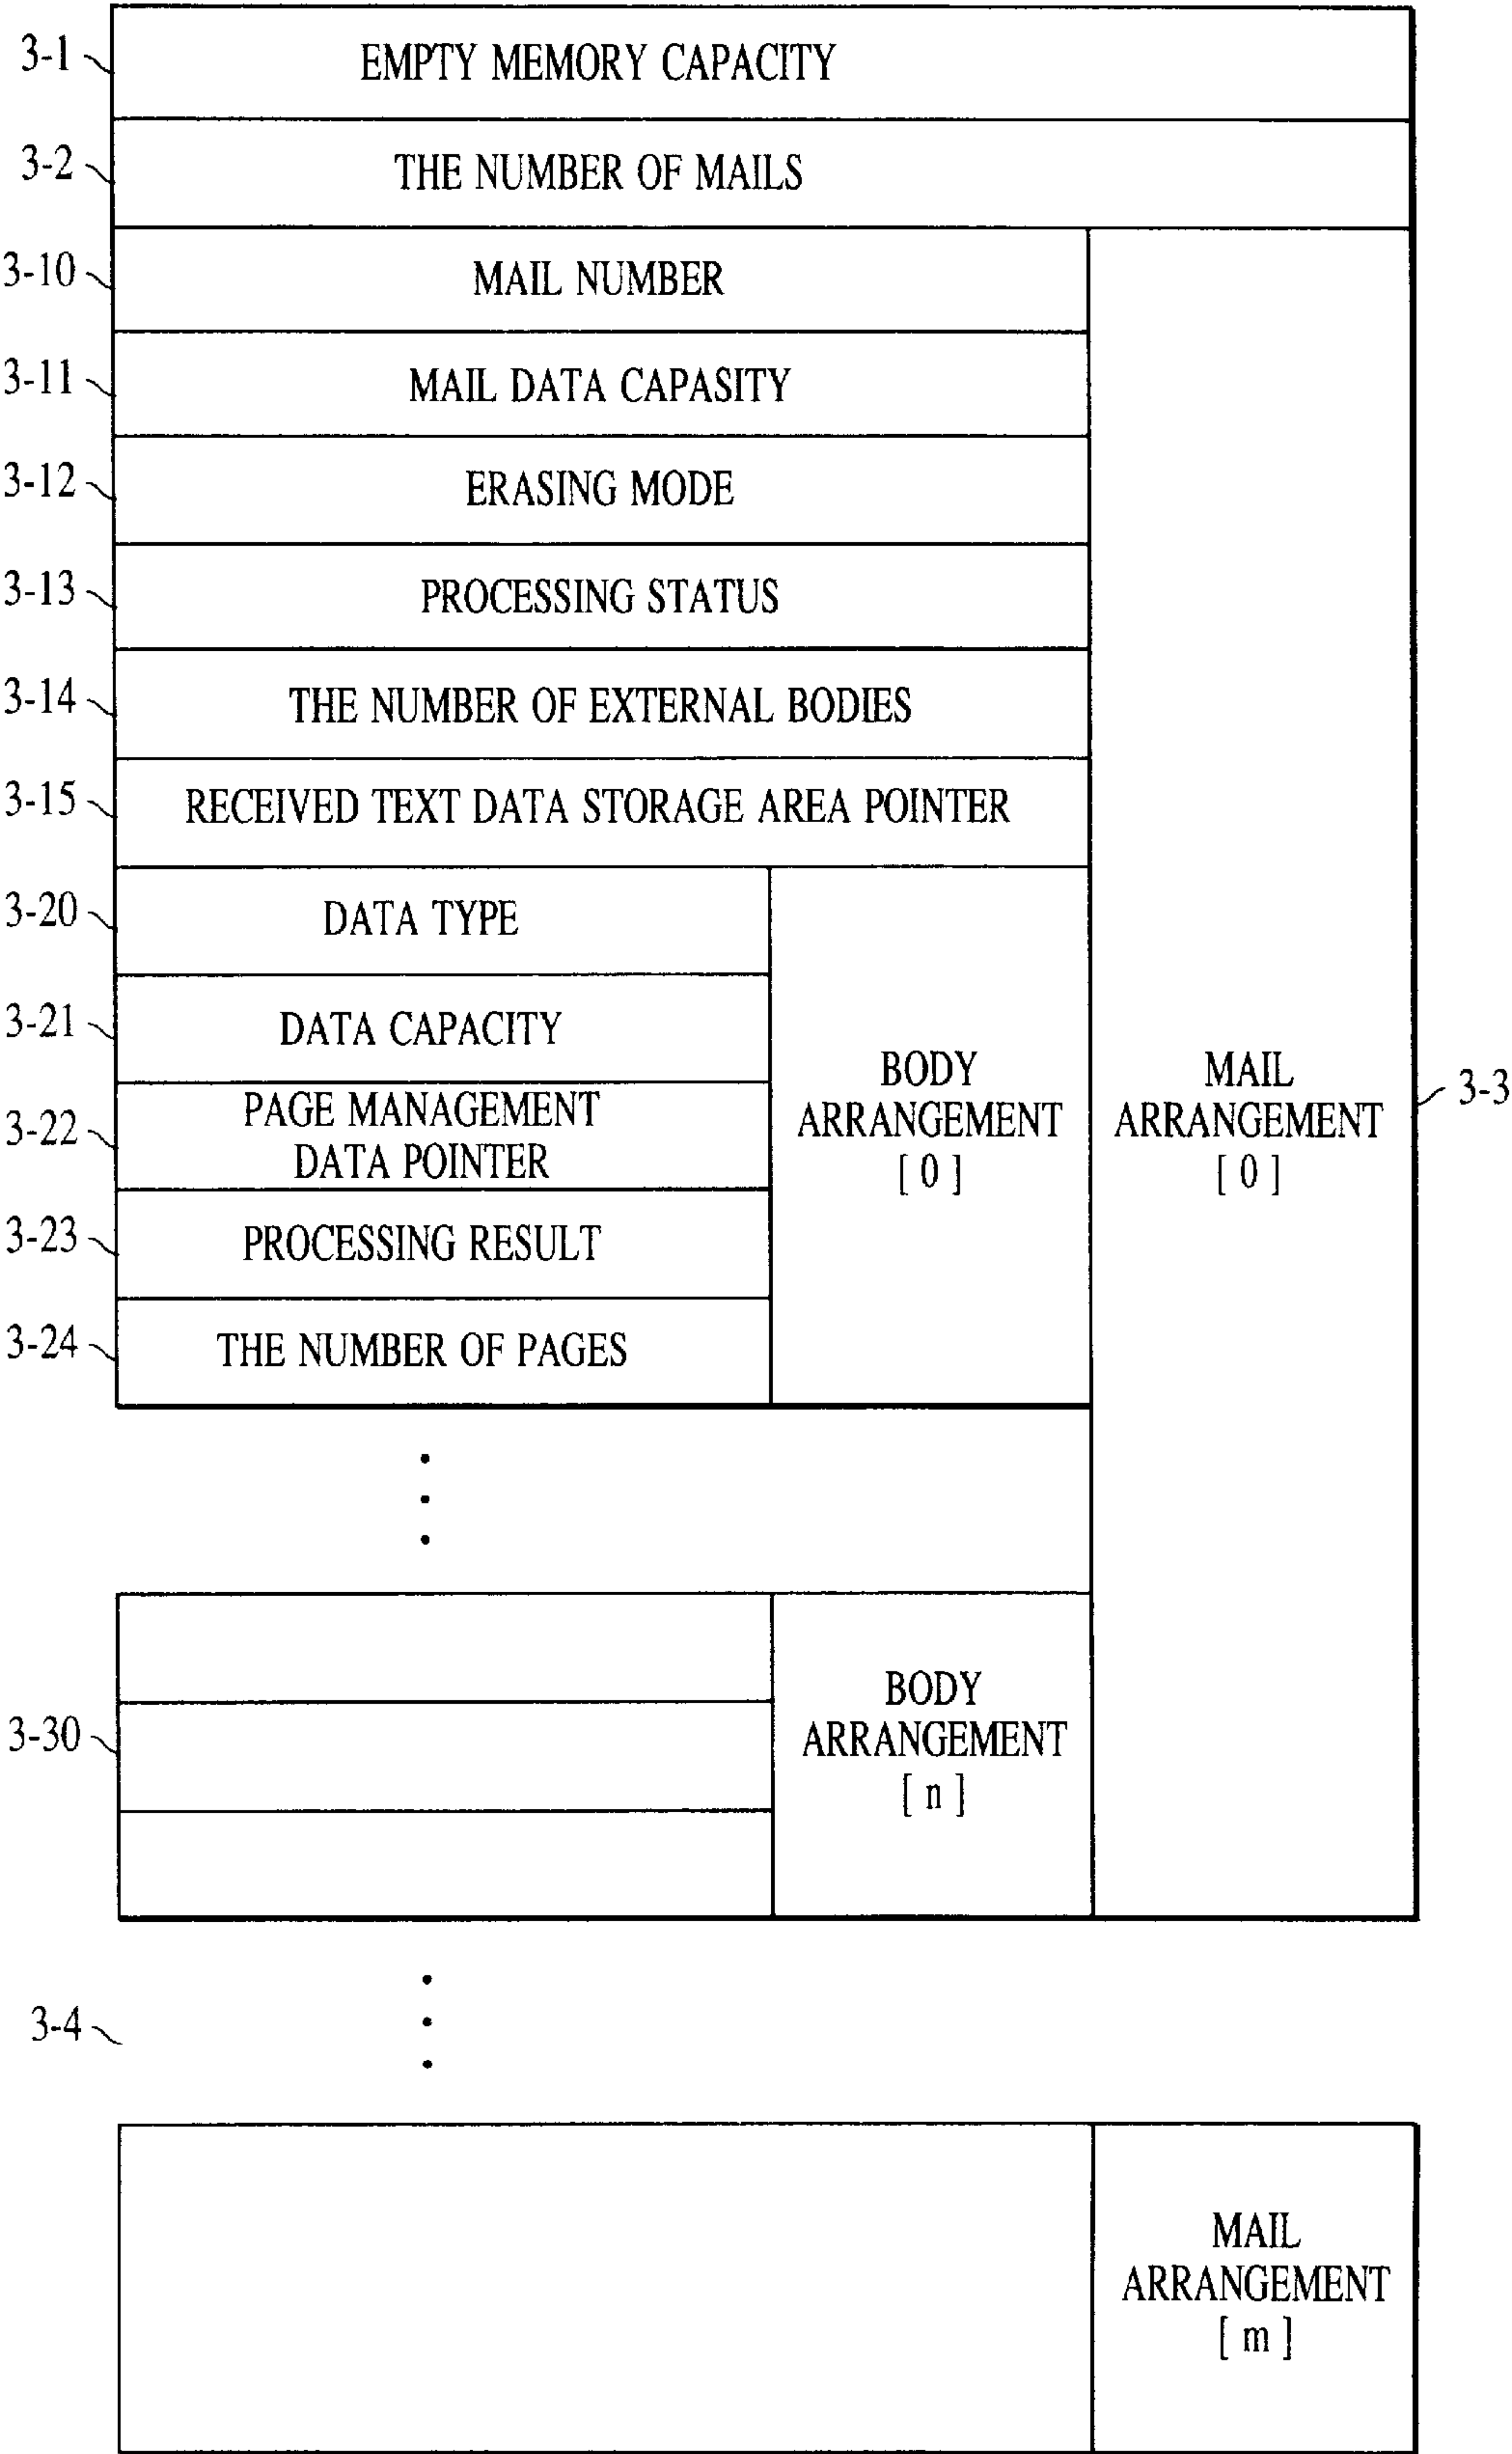 3-1 EMPTY MEMORY CAPACITY
3-2 THE NUMBER OF MAILS
3-10 MAIL NUMBER
3-11 MAIL DATA CAPASITY
3-12 ERASING MODE
3-13 PROCESSING STATUS
3-14 THE NUMBER OF EXTERNAL BODIES
3-15 RECEIVED TEXT DATA STORAGE AREA POINTER
3-20 DATA TYPE
3-21 DATA CAPACITY
3-22 PAGE MANAGEMENT
DATA POINTER
3-23 PROCESSING RESULT
3-24 THE NUMBER OF PAGES
BODY
ARRANGEMENT
[ 0 ]
MAIL
ARRANGEMENT
[ 0 ]
3-3
3-30
BODY
ARRANGEMENT
[ n ]
3-4
MAIL
ARRANGEMENT
[ m ]